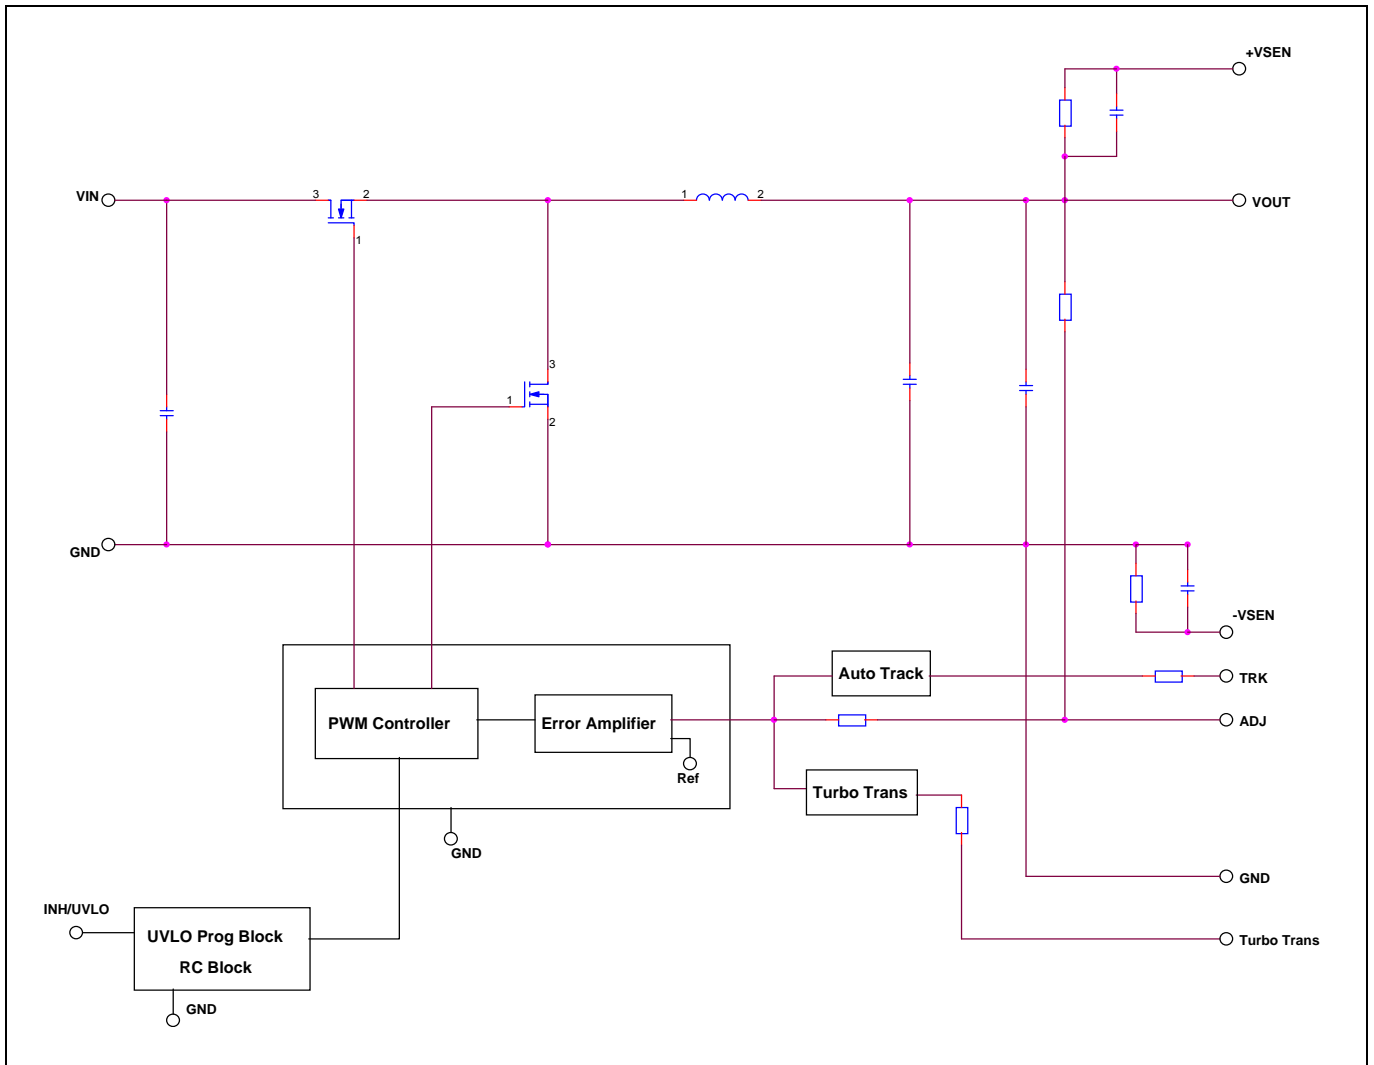 +VSEN
VIN
3
2
1
1
2
VOUT
3
1
2
GND
-VSEN
Auto Track
TRK
PWM Controller
Error Amplifier
ADJ
Ref
Turbo Trans
GND
GND
INH/UVLO
UVLO Prog Block
RC Block
Turbo Trans
GND